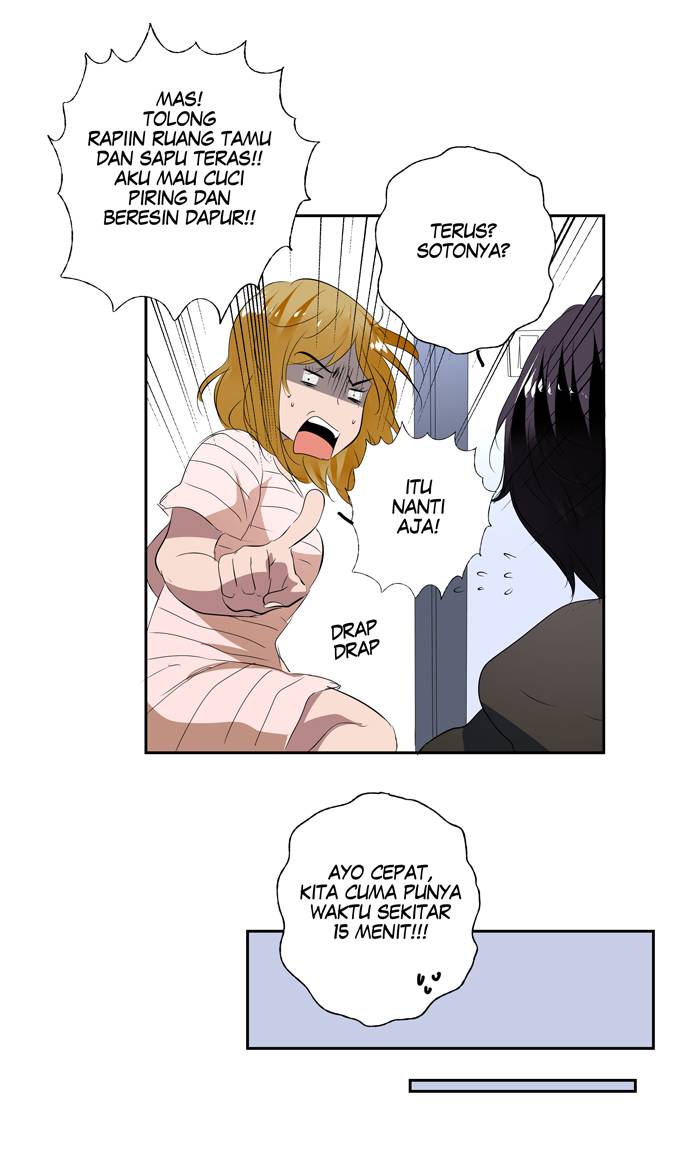 MAS!
TOLONG
RAPIIN RUANG TAMU
DAN SAPU TERAS!!
AKU MAU CUCI
PIRING DAN
BERESIN DAPUR!!
TERUS?
SOTONYA?
ITU
NANTI
AJA!
DRAP
DRAP
AYO CEPAT,
KITA CUMA PUNYA
WAKTU SEKITAR
15 MENIT!!!